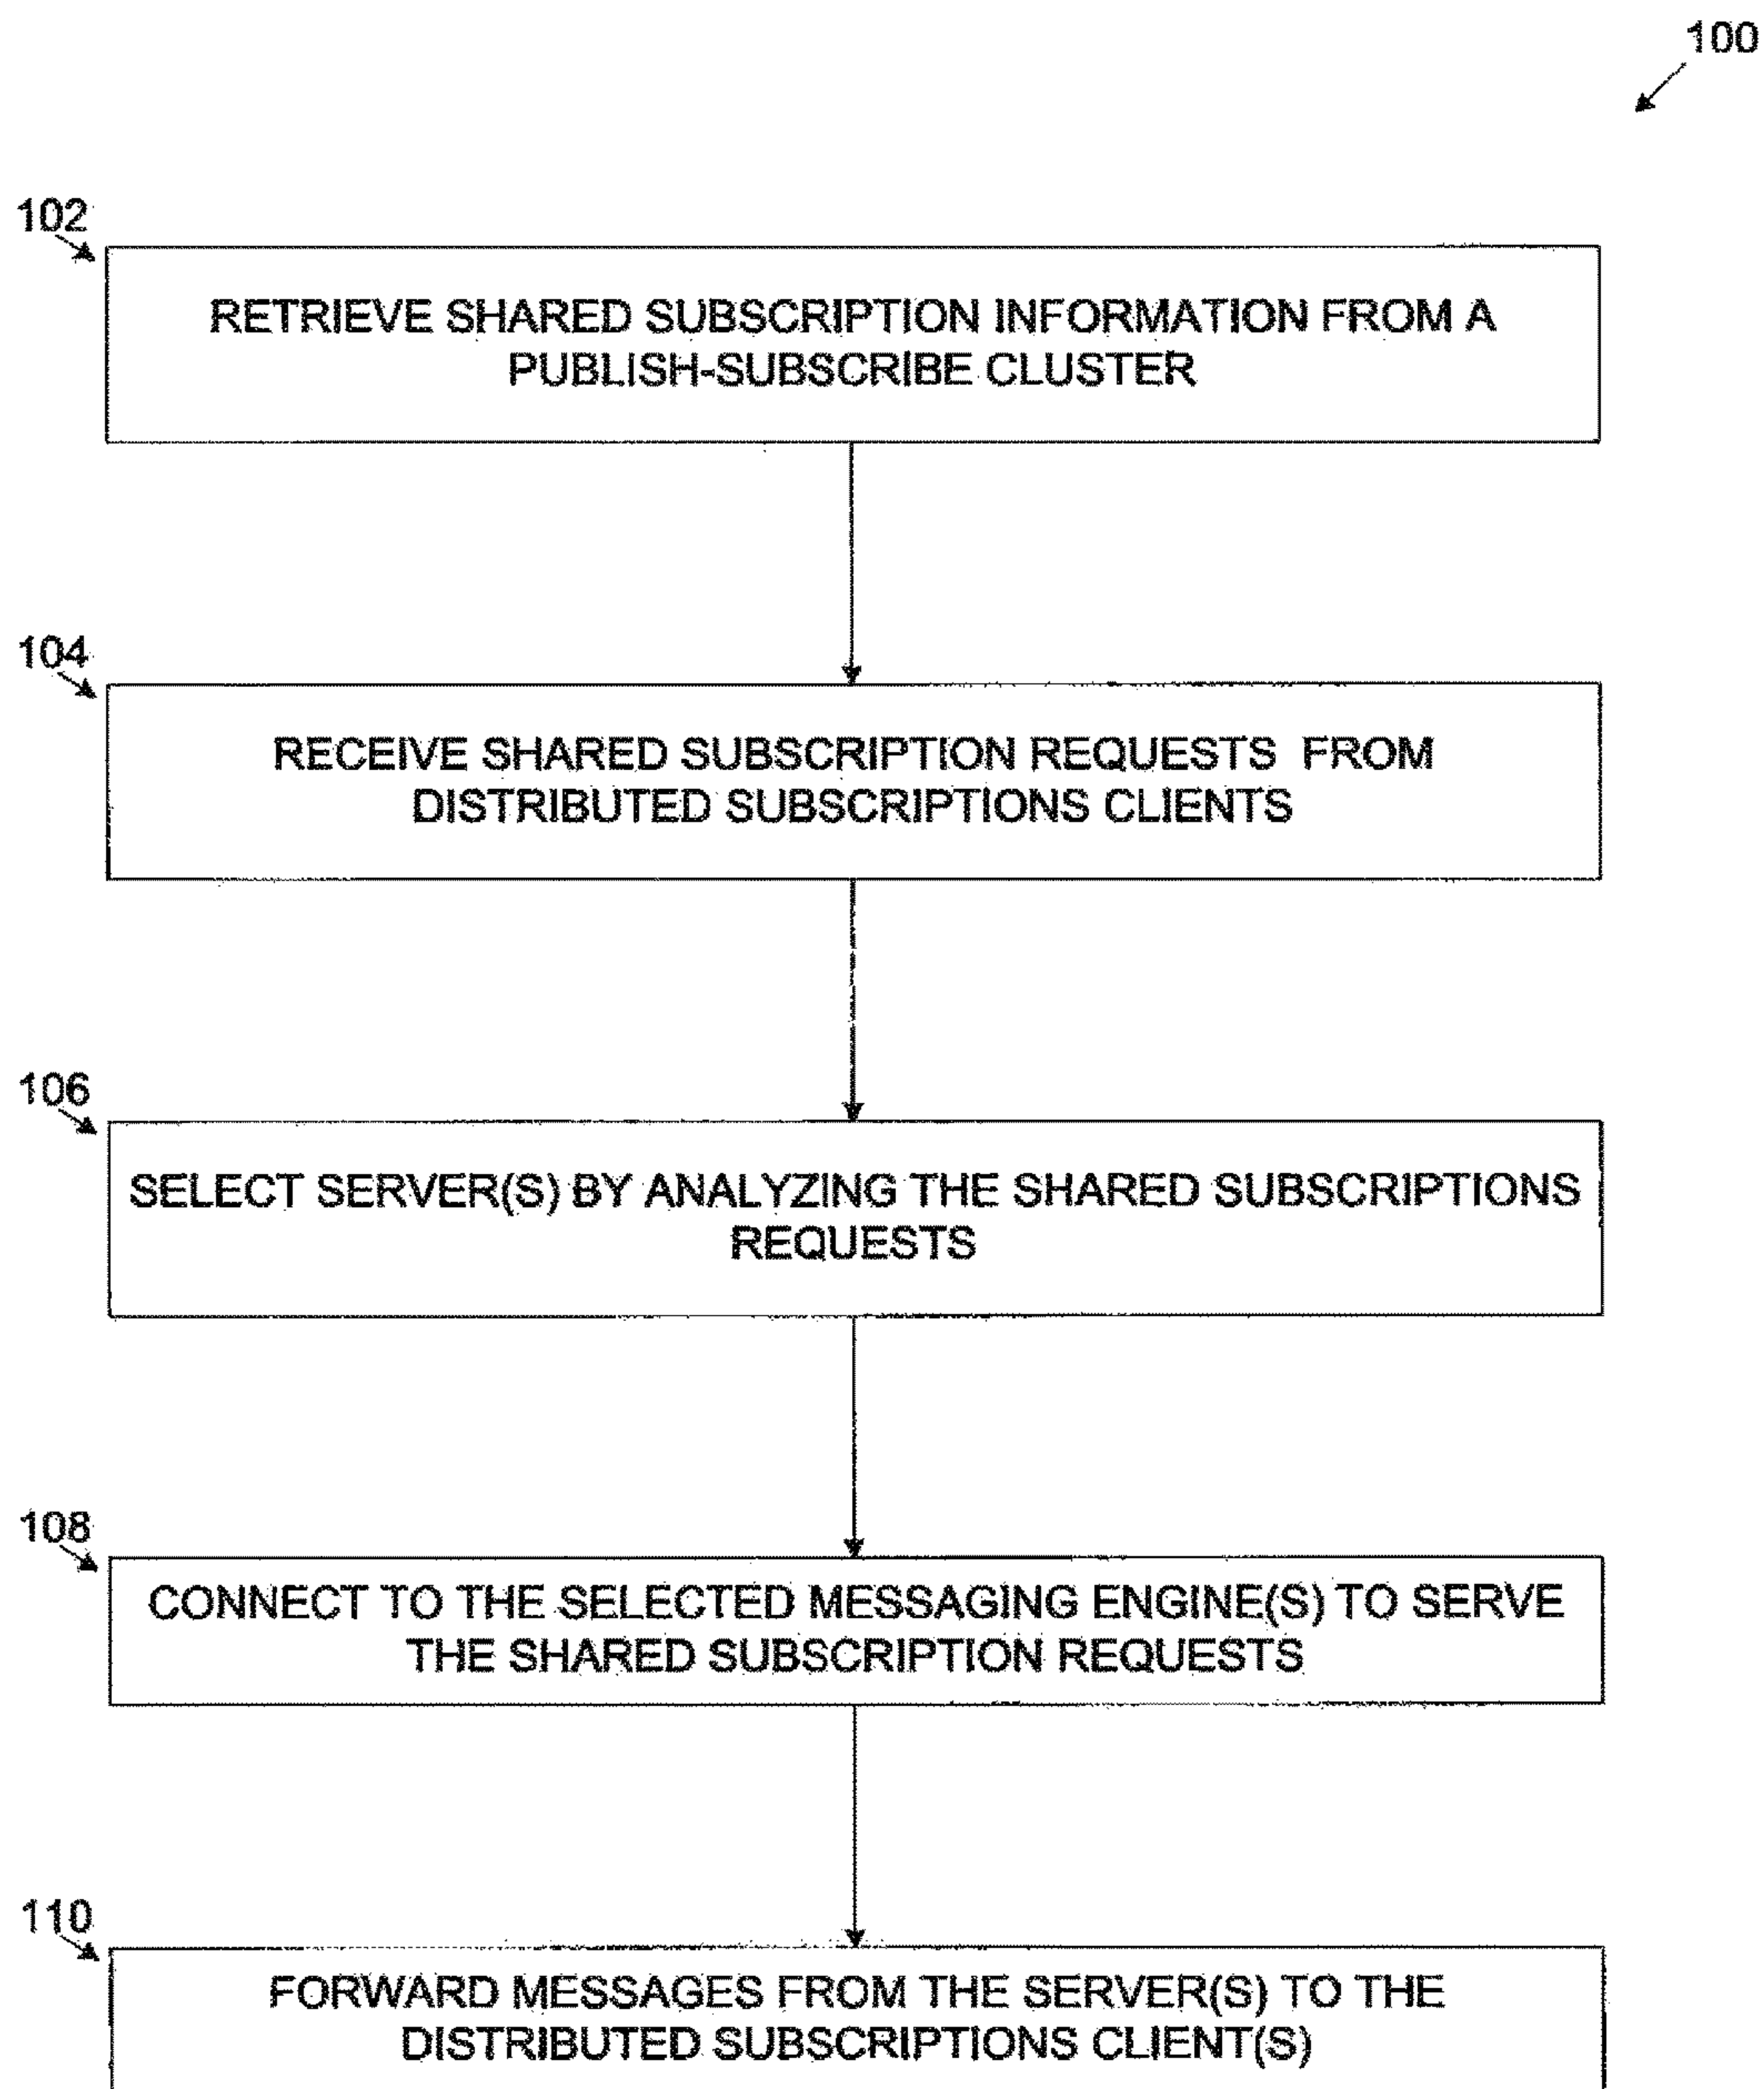 100
102
RETRIEVE SHARED SUBSCRIPTION INFORMATION FROM A
PUBLISH-SUBSCRIBE CLUSTER
104
RECEIVE SHARED SUBSCRIPTION REQUESTS FROM
DISTRIBUTED SUBSCRIPTIONS CLIENTS
106
SELECT SERVER(S) BY ANALYZING THE SHARED SUBSCRIPTIONS
REQUESTS
108
CONNECT TO THE SELECTED MESSAGING ENGINE(S) TO SERVE
THE SHARED SUBSCRIPTION REQUESTS
110
FORWARD MESSAGES FROM THE SERVER(S) TO THE
DISTRIBUTED SUBSCRIPTIONS CLIENT(S)